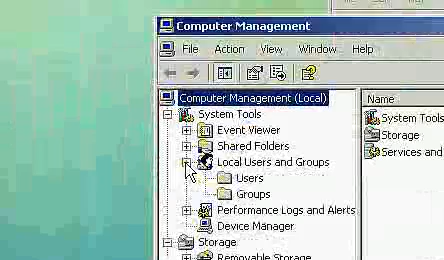 Computer Management
File Action View Window Help
Computer Management (Local)
System Tools
Event Viewer
Shared Folders
Local Users and Groups
Users
Groups
Performance Logs and Alerts
Device Manager
Storage
Removable Storage
Name
System Tools
Storage
Services and